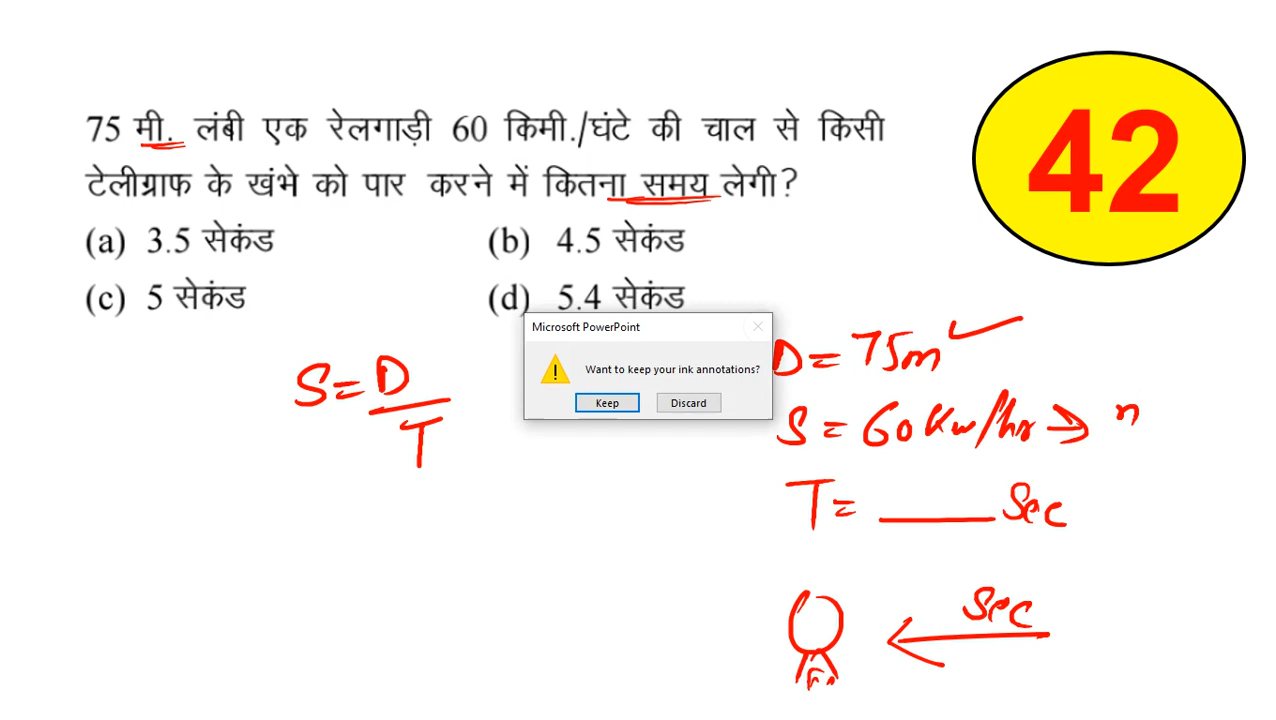 75 मी. लंबी एक रेलगाड़ी 60 किमी./घंटे की चाल से किसी
टेलीग्राफ के खंभे को पार करने में कितना समय लेगी?
(a) 3.5 सेकंड (b) 4.5 सेकंड
(c) 5 सेकंड (d) 5.4 सेकंड
42
Microsoft PowerPoint
Want to keep your ink annotations?
Keep Discard
S = D/T
D = 75m
S = 60 Km/hr →
T = ____ Sec
Sec